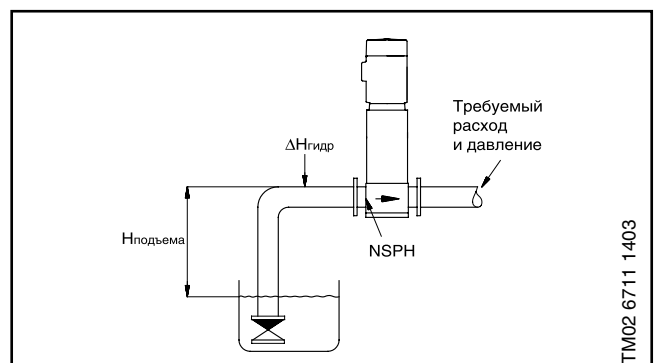 ΔHгидр
Требуемый
расход
и давление
Hподъема
NSPH
TM02 6711 1403